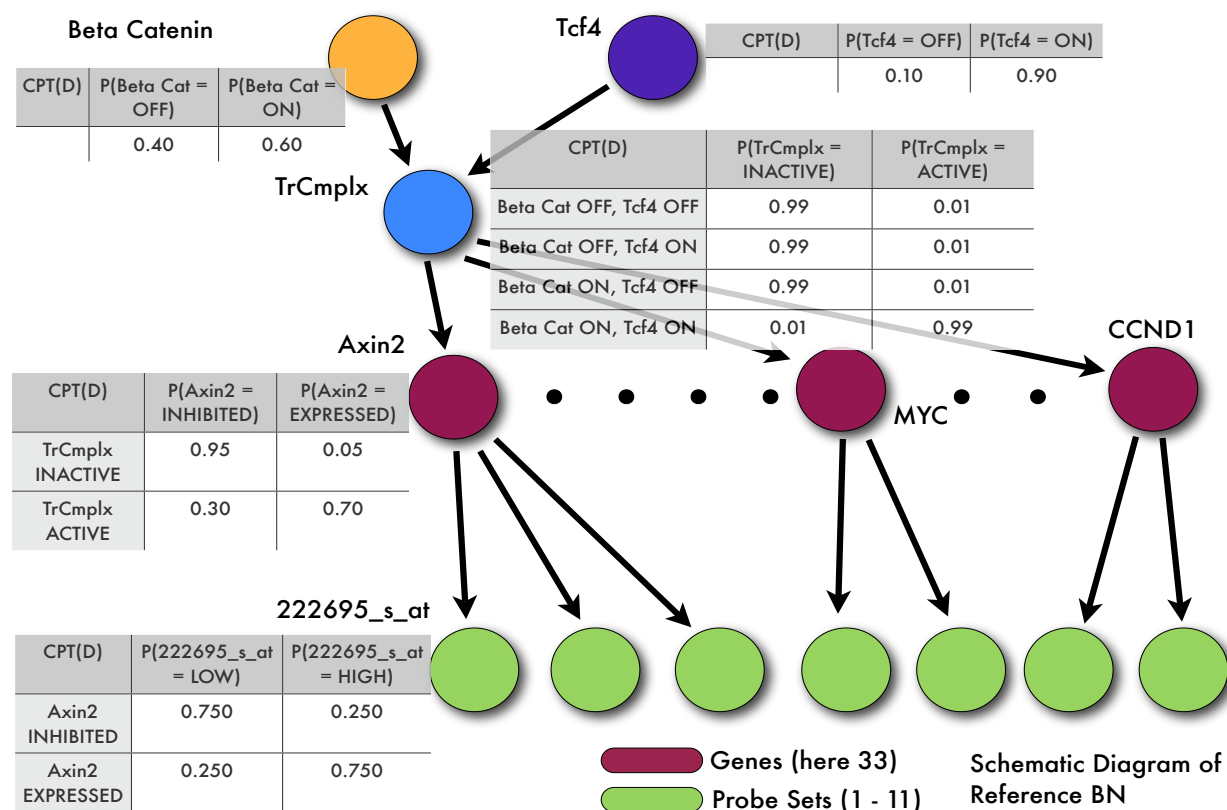 Beta Catenin
CPT(D) P(Beta Cat = OFF) P(Beta Cat = ON)
0.40 0.60
Tcf4
CPT(D) P(Tcf4 = OFF) P(Tcf4 = ON)
0.10 0.90
TrCmplx
CPT(D) P(TrCmplx = INACTIVE) P(TrCmplx = ACTIVE)
Beta Cat OFF, Tcf4 OFF 0.99 0.01
Beta Cat OFF, Tcf4 ON 0.99 0.01
Beta Cat ON, Tcf4 OFF 0.99 0.01
Beta Cat ON, Tcf4 ON 0.01 0.99
Axin2
CCND1
MYC
CPT(D) P(Axin2 = INHIBITED) P(Axin2 = EXPRESSED)
TrCmplx INACTIVE 0.95 0.05
TrCmplx ACTIVE 0.30 0.70
222695_s_at
CPT(D) P(222695_s_at = LOW) P(222695_s_at = HIGH)
Axin2 INHIBITED 0.750 0.250
Axin2 EXPRESSED 0.250 0.750
Genes (here 33)
Probe Sets (1 - 11)
Schematic Diagram of
Reference BN